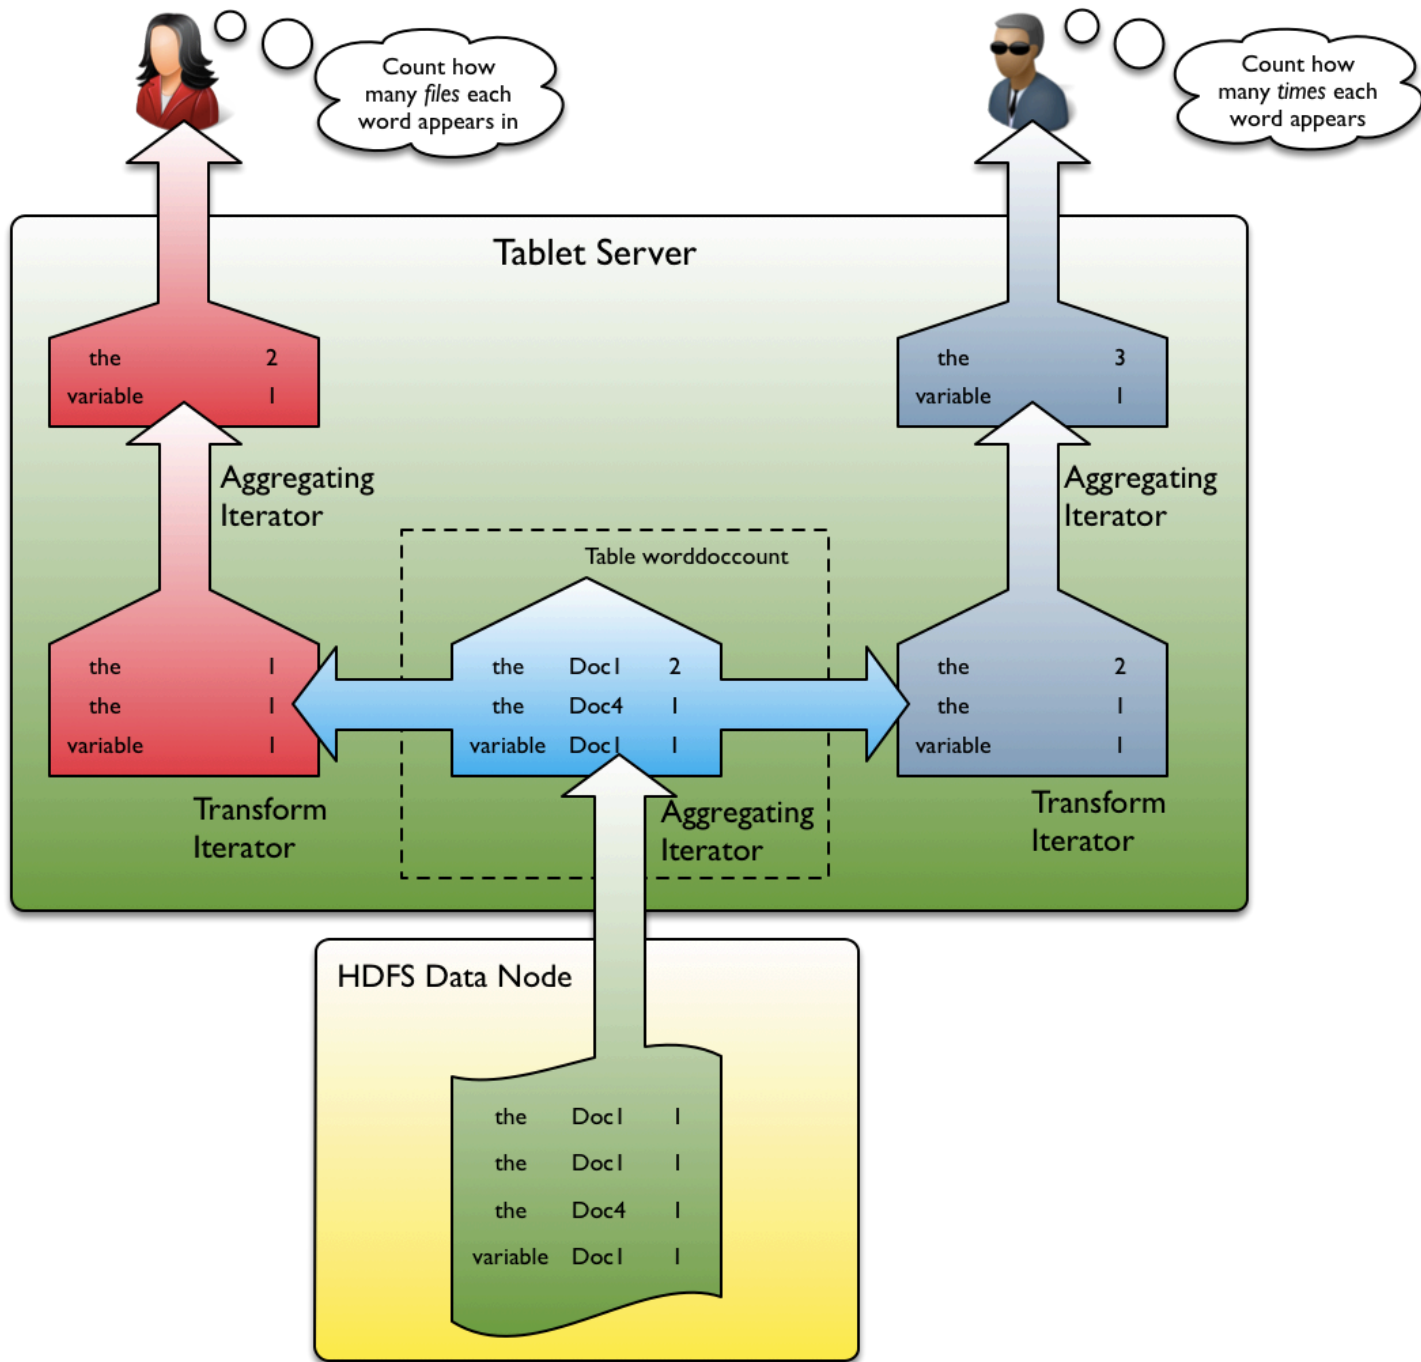 Count how
many files each
word appears in
Count how
many times each
word appears
Tablet Server
the 2
variable 1
the 3
variable 1
Aggregating
Iterator
Aggregating
Iterator
Table worddoccount
the 1
the 1
variable 1
the Doc1 2
the Doc4 1
variable Doc1 1
the 2
the 1
variable 1
Transform
Iterator
Aggregating
Iterator
Transform
Iterator
HDFS Data Node
the Doc1 1
the Doc1 1
the Doc4 1
variable Doc1 1